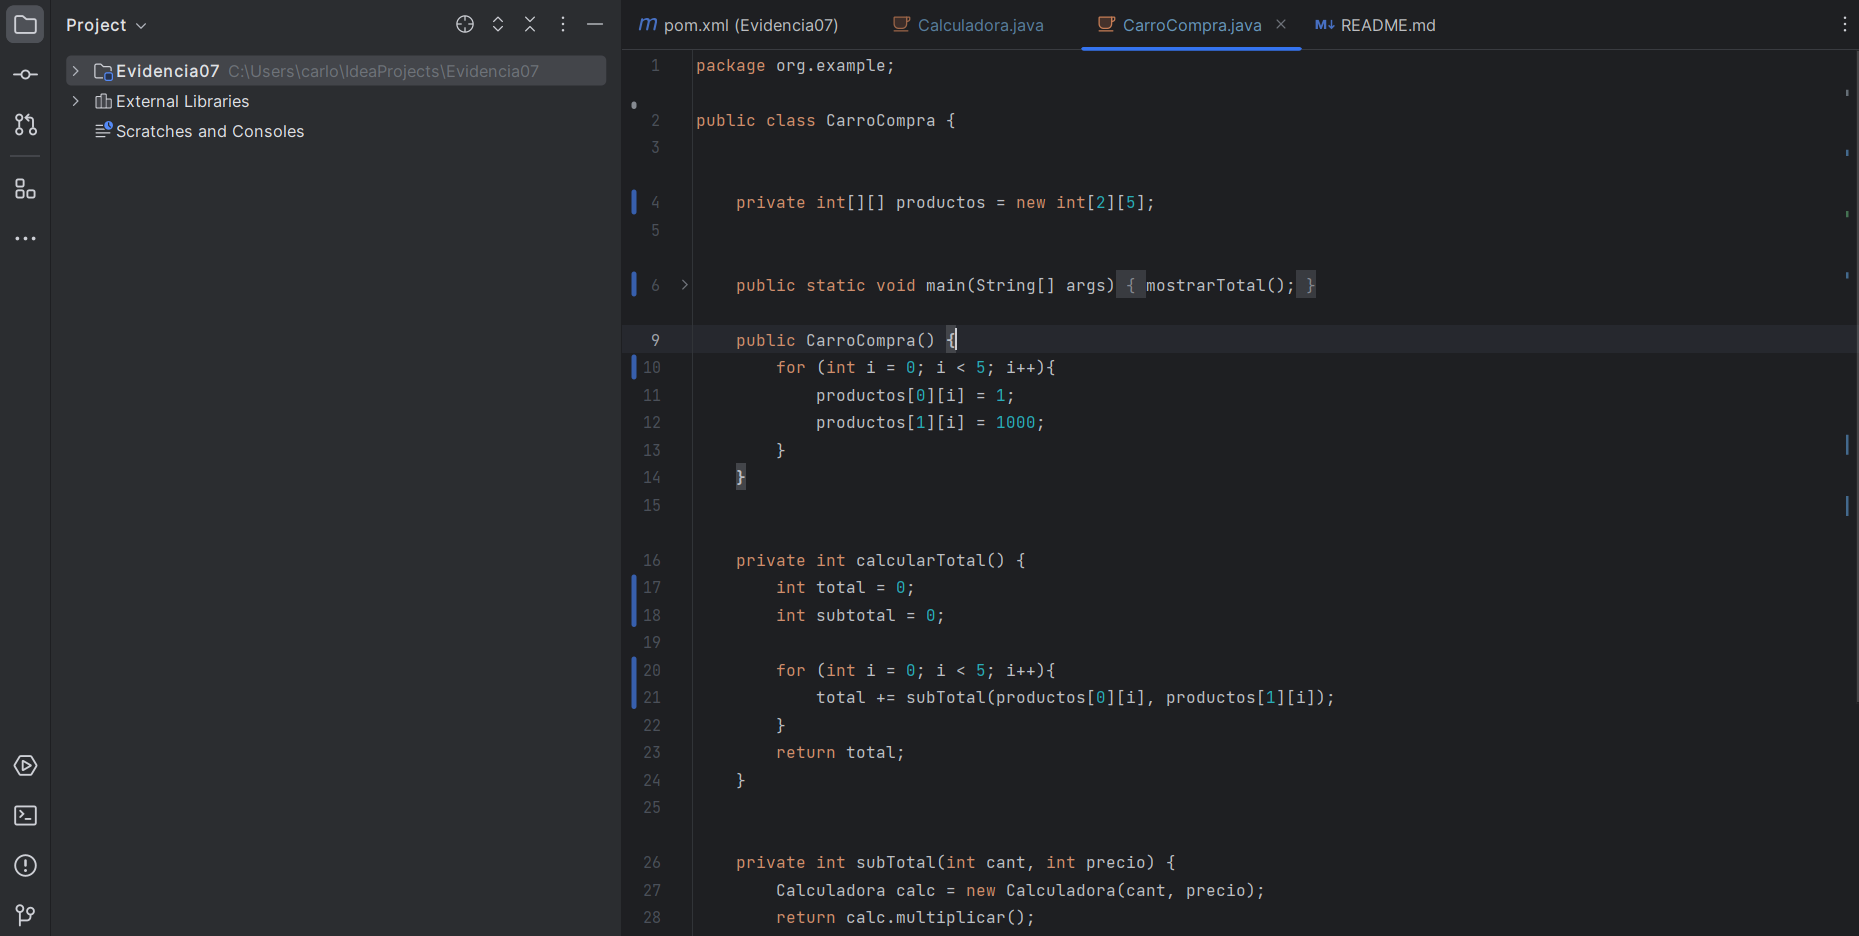 Project
Evidencia07 C:\Users\carlo\IdeaProjects\Evidencia07
External Libraries
Scratches and Consoles
m pom.xml (Evidencia07) Calculadora.java CarroCompra.java × M↓ README.md
1 package org.example;
2 public class CarroCompra {
3
4 private int[][] productos = new int[2][5];
5
6 public static void main(String[] args) { mostrarTotal(); }
9 public CarroCompra() {
10 for (int i = 0; i < 5; i++){
11 productos[0][i] = 1;
12 productos[1][i] = 1000;
13 }
14 }
15
16 private int calcularTotal() {
17 int total = 0;
18 int subtotal = 0;
19
20 for (int i = 0; i < 5; i++){
21 total += subTotal(productos[0][i], productos[1][i]);
22 }
23 return total;
24 }
25
26 private int subTotal(int cant, int precio) {
27 Calculadora calc = new Calculadora(cant, precio);
28 return calc.multiplicar();